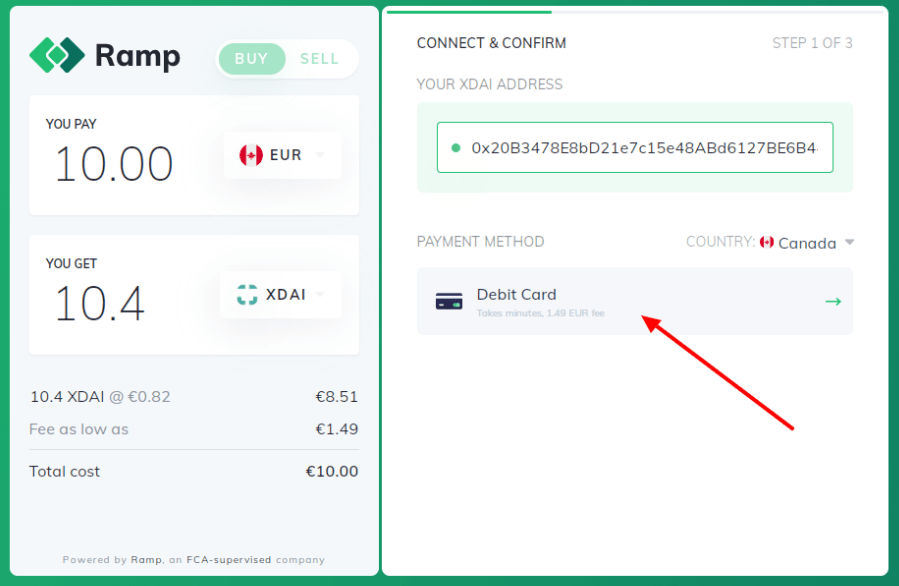 Ramp
BUY SELL
YOU PAY
10.00
EUR
YOU GET
10.4
XDAI
10.4 XDAI @ €0.82 €8.51
Fee as low as €1.49
Total cost €10.00
Powered by Ramp, an FCA-supervised company
CONNECT & CONFIRM STEP 1 OF 3
YOUR XDAI ADDRESS
0x20B3478E8bD21e7c15e48ABd6127BE6B4
PAYMENT METHOD COUNTRY: Canada
Debit Card
Takes minutes, 1.49 EUR fee